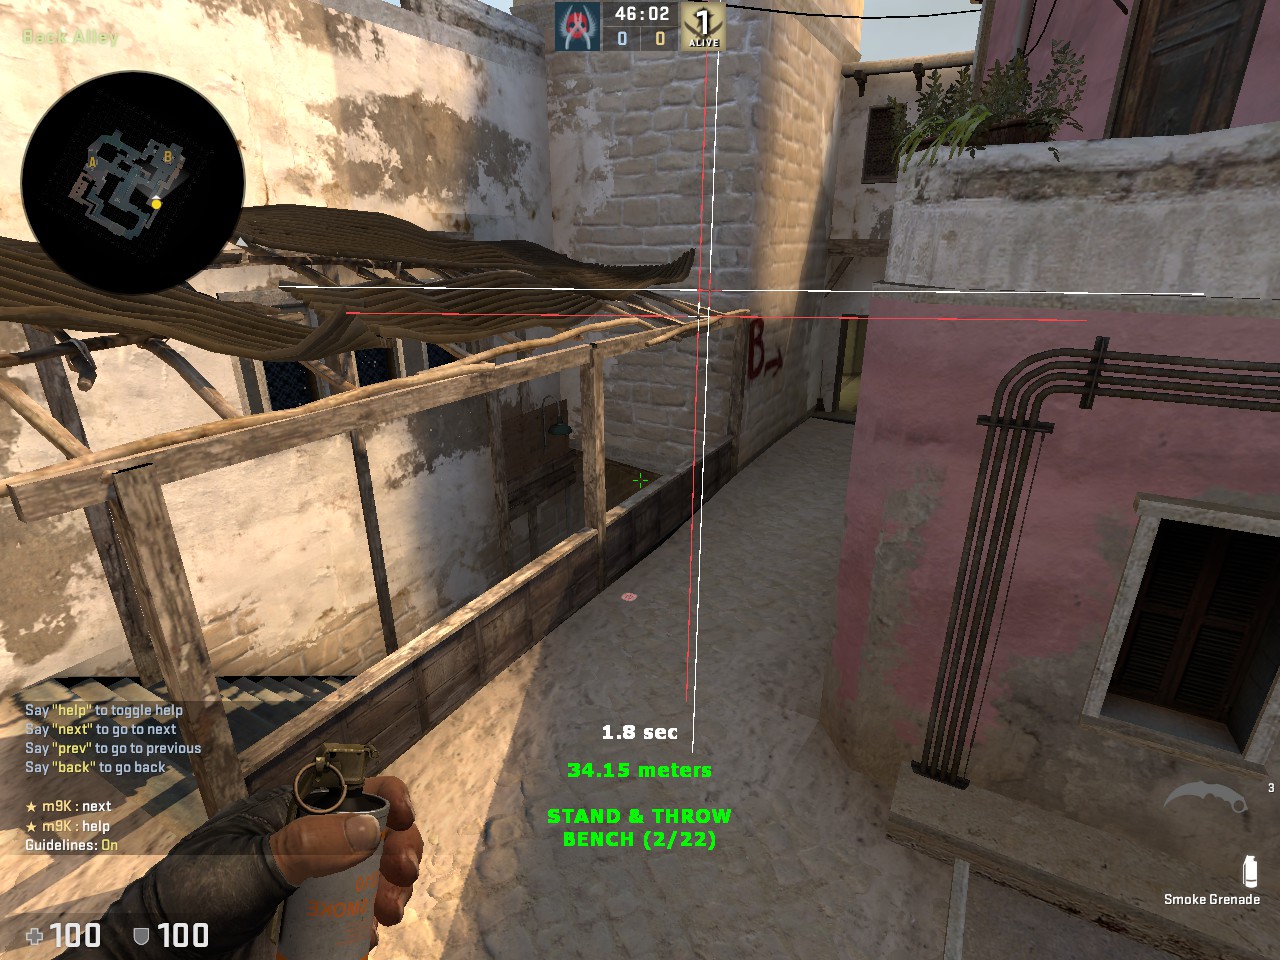 Back Alley
46:02
0 0
1
ALIVE
A
B
B→
1.8 sec
34.15 meters
STAND & THROW
BENCH (2/22)
Say "help" to toggle help
Say "next" to go to next
Say "prev" to go to previous
Say "back" to go back
★ m9K : next
★ m9K : help
Guidelines: On
100 100
3
Smoke Grenade